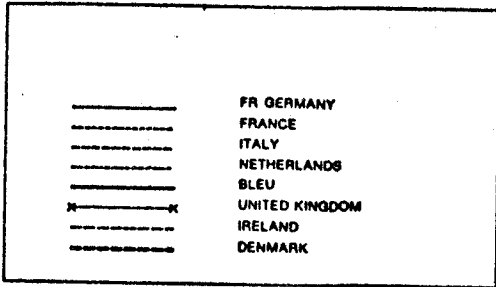 FR GERMANY
FRANCE
ITALY
NETHERLANDS
BLEU
UNITED KINGDOM
IRELAND
DENMARK